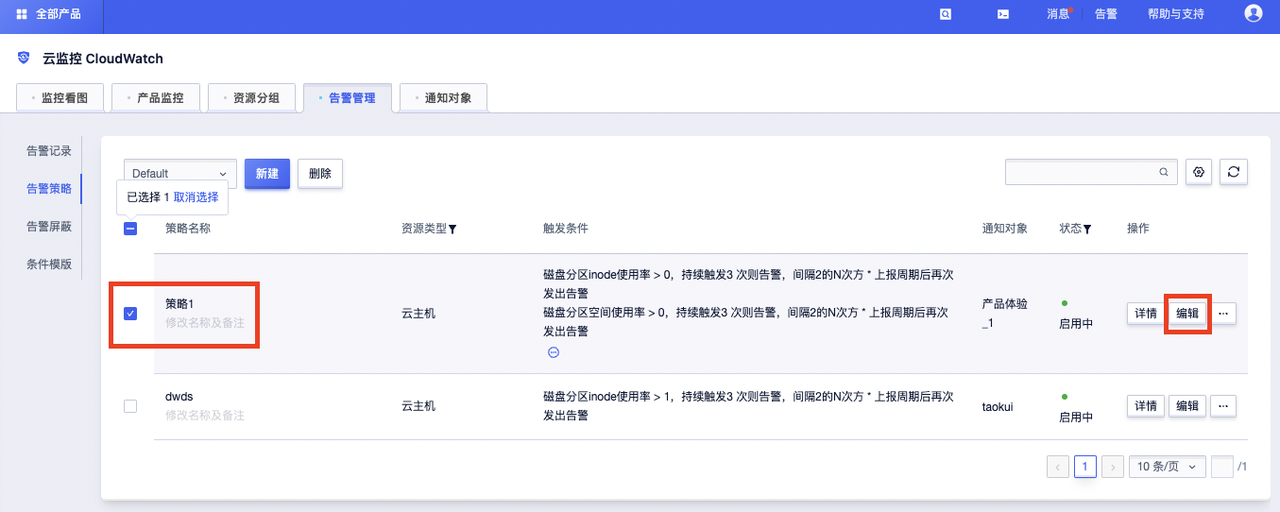 全部产品
消息
告警
帮助与支持
云监控 CloudWatch
监控看图
产品监控
资源分组
告警管理
通知对象
告警记录
告警策略
告警屏蔽
条件模版
Default
新建
删除
已选择 1 取消选择
策略名称
资源类型
触发条件
通知对象
状态
操作
策略1
修改名称及备注
云主机
磁盘分区inode使用率 > 0，持续触发3 次则告警，间隔2的N次方 * 上报周期后再次
发出告警
磁盘分区空间使用率 > 0，持续触发3 次则告警，间隔2的N次方 * 上报周期后再次
发出告警
产品体验
_1
启用中
详情
编辑
...
dwds
修改名称及备注
云主机
磁盘分区inode使用率 > 1，持续触发3 次则告警，间隔2的N次方 * 上报周期后再次
发出告警
taokui
启用中
详情
编辑
...
1
10 条/页
/1